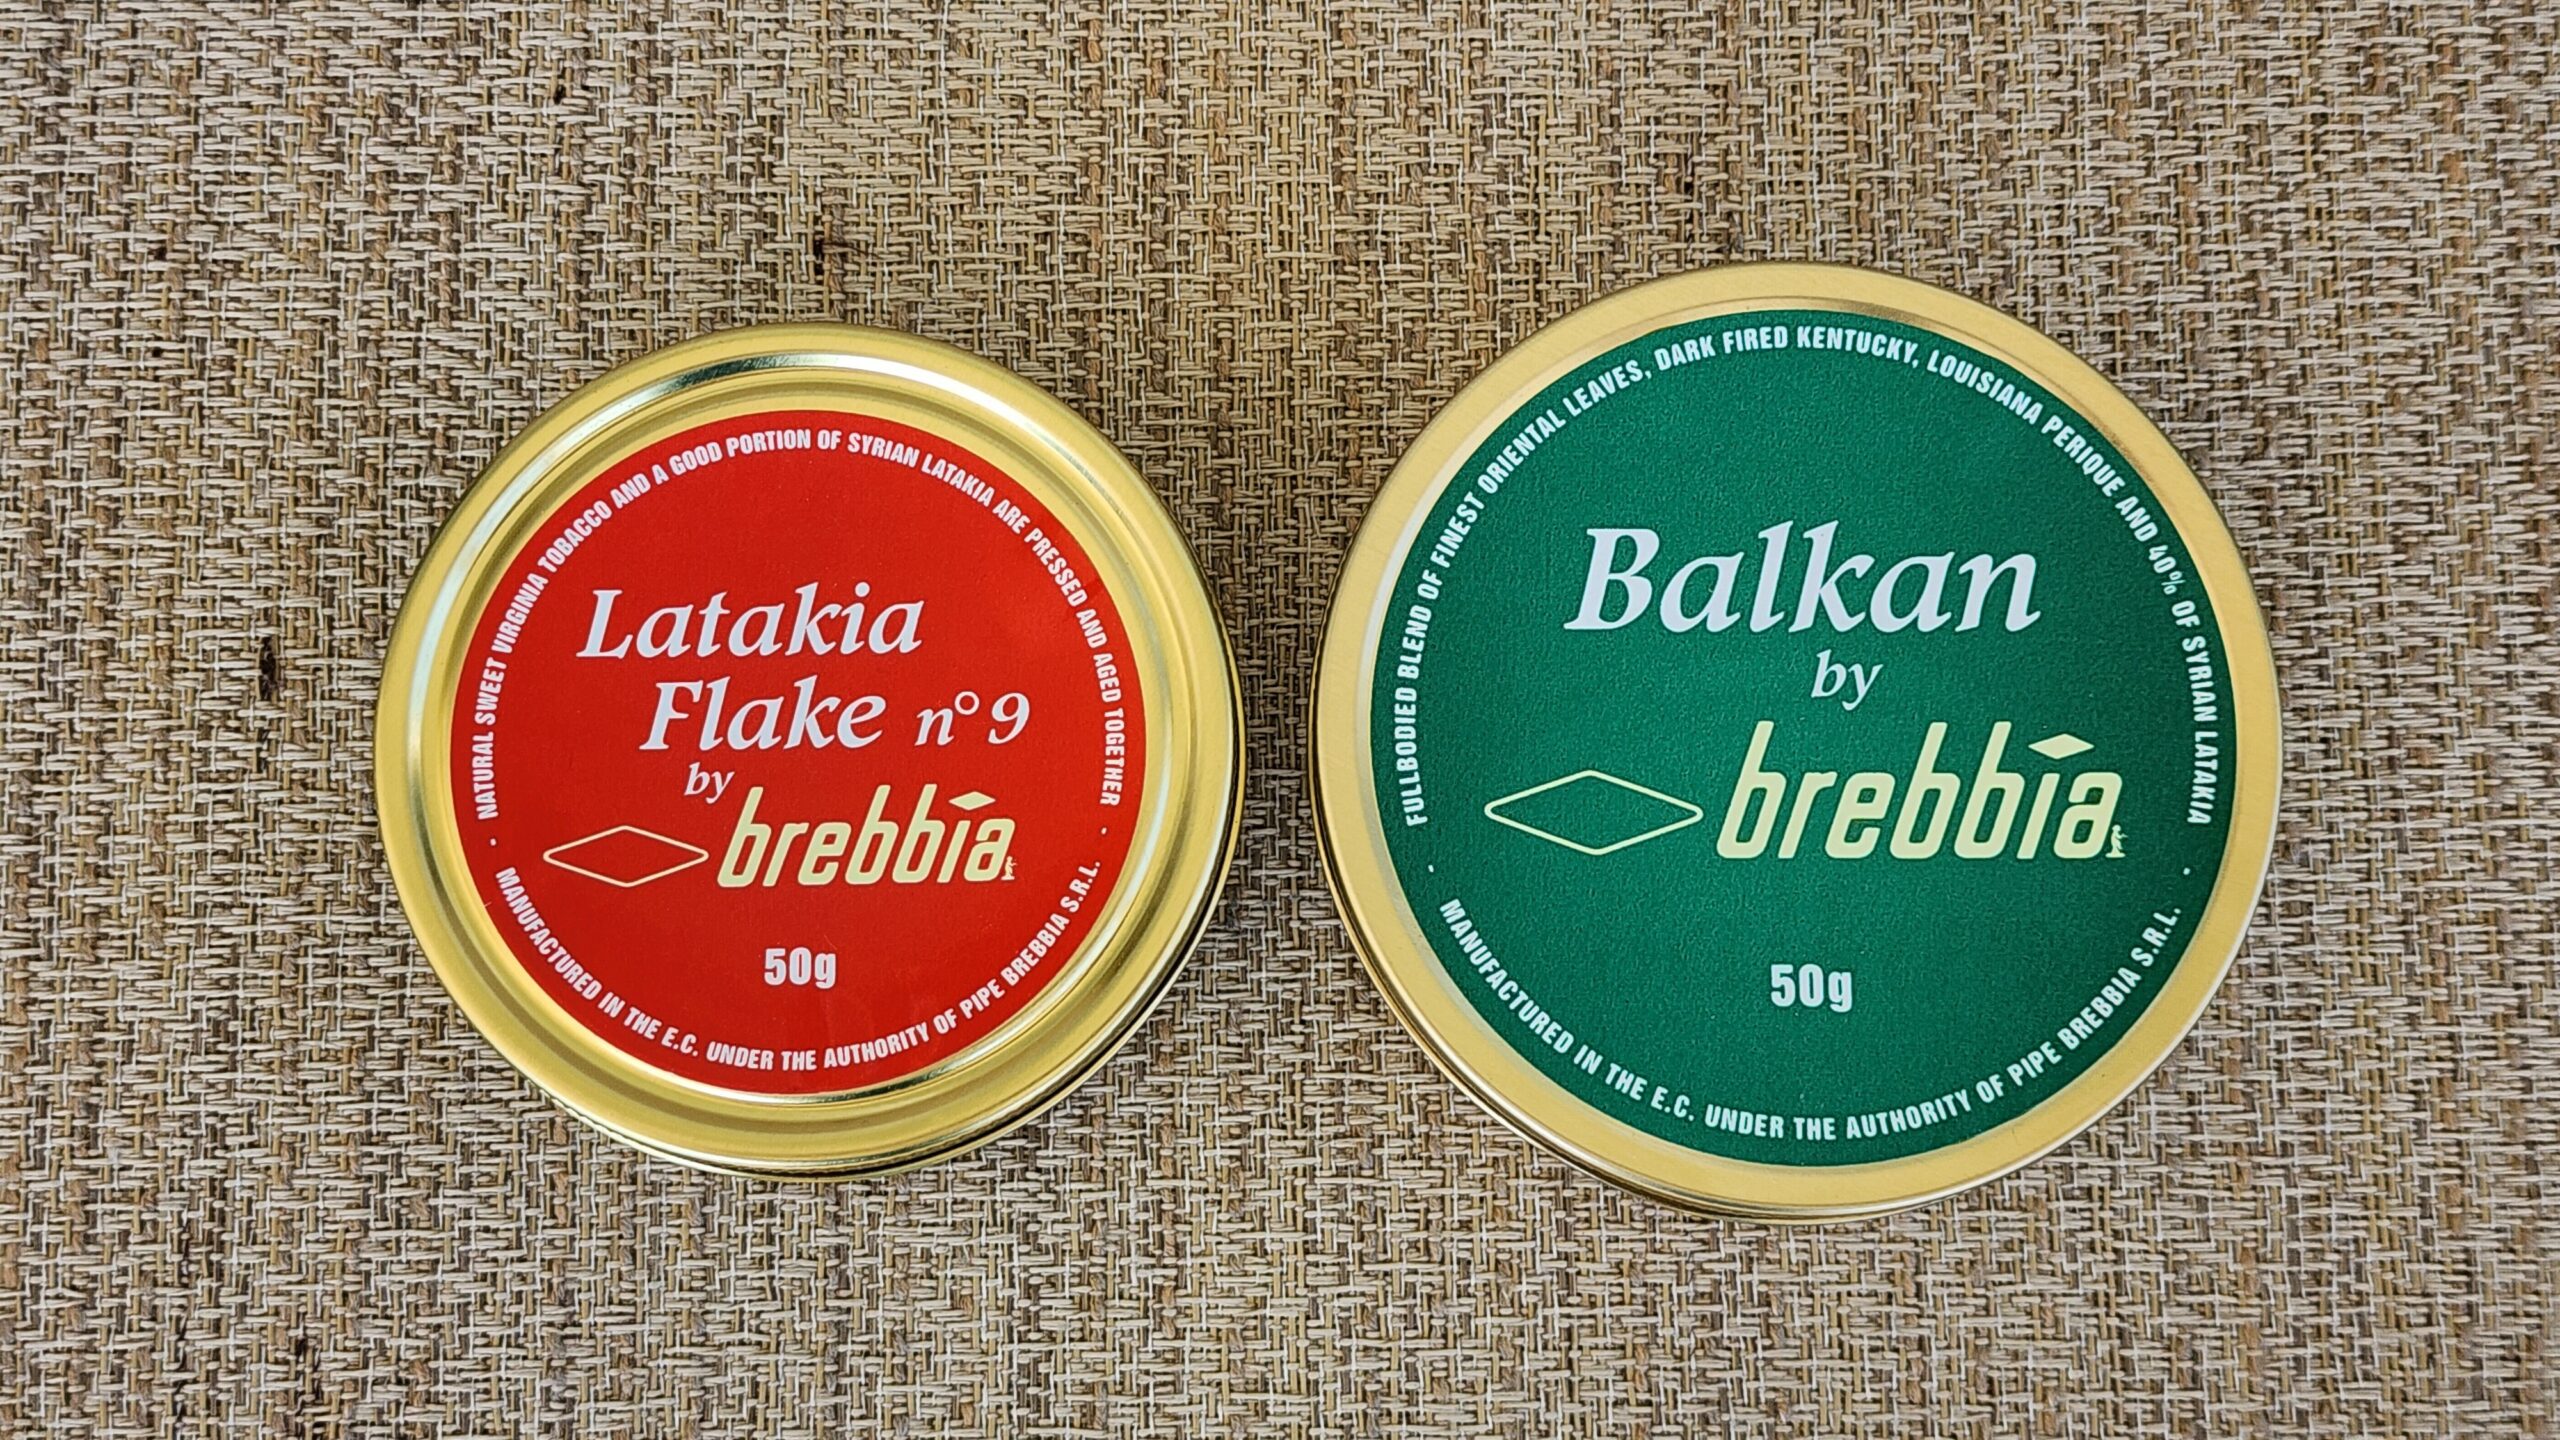 · NATURAL SWEET VIRGINIA TOBACCO AND A GOOD PORTION OF SYRIAN LATAKIA ARE PRESSED AND AGED TOGETHER ·
Latakia
Flake n° 9
by
brebbia
50g
MANUFACTURED IN THE E.C. UNDER THE AUTHORITY OF PIPE BREBBIA S.R.L.
FULLBODIED BLEND OF FINEST ORIENTAL LEAVES, DARK FIRED KENTUCKY, LOUISIANA PERIQUE AND 40% OF SYRIAN LATAKIA
Balkan
by
brebbia
50g
· MANUFACTURED IN THE E.C. UNDER THE AUTHORITY OF PIPE BREBBIA S.R.L. ·